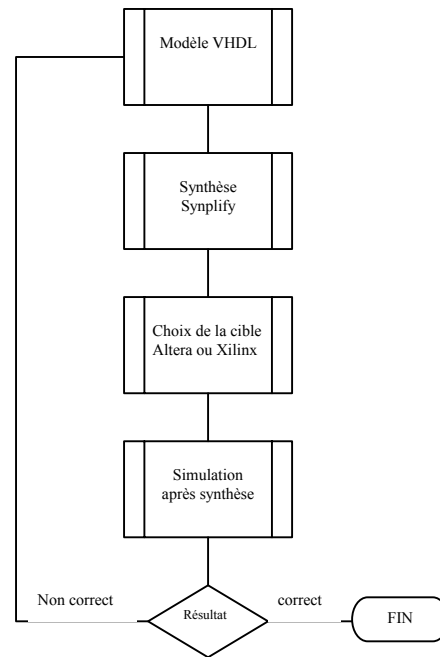 Modèle VHDL
Synthèse
Synplify
Choix de la cible
Altera ou Xilinx
Simulation
après synthèse
Non correct
Résultat
correct
FIN